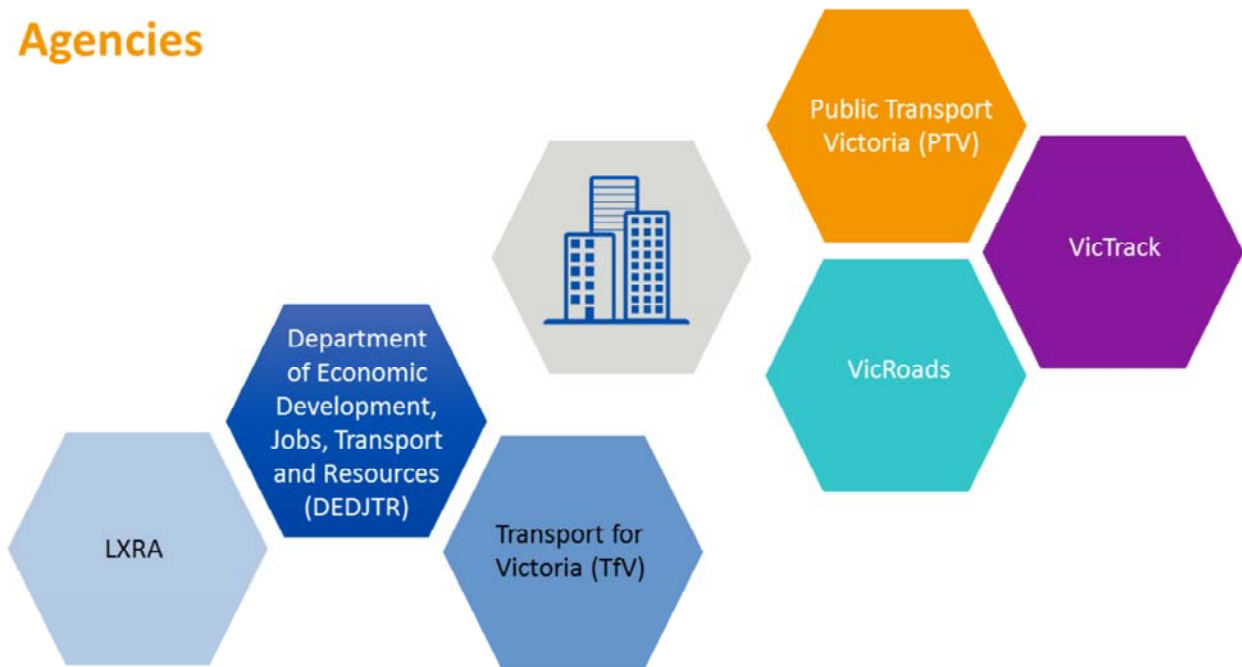 Agencies
Public Transport
Victoria (PTV)
VicTrack
VicRoads
Department
of Economic
Development,
Jobs, Transport
and Resources
(DEDJTR)
LXRA
Transport for
Victoria (TfV)